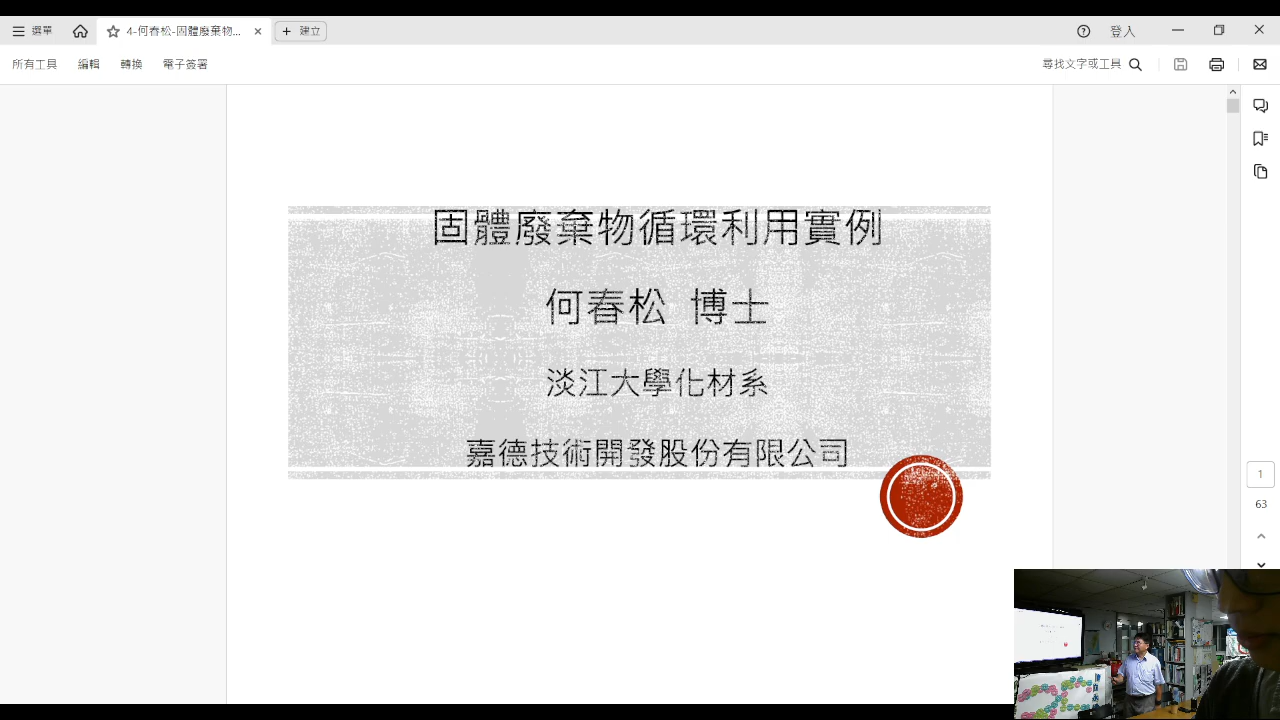 選單
4-何春松-固體廢棄物...
建立
登入
所有工具
編輯
轉換
電子簽署
尋找文字或工具
固體廢棄物循環利用實例
何春松 博士
淡江大學化材系
嘉德技術開發股份有限公司
1
63